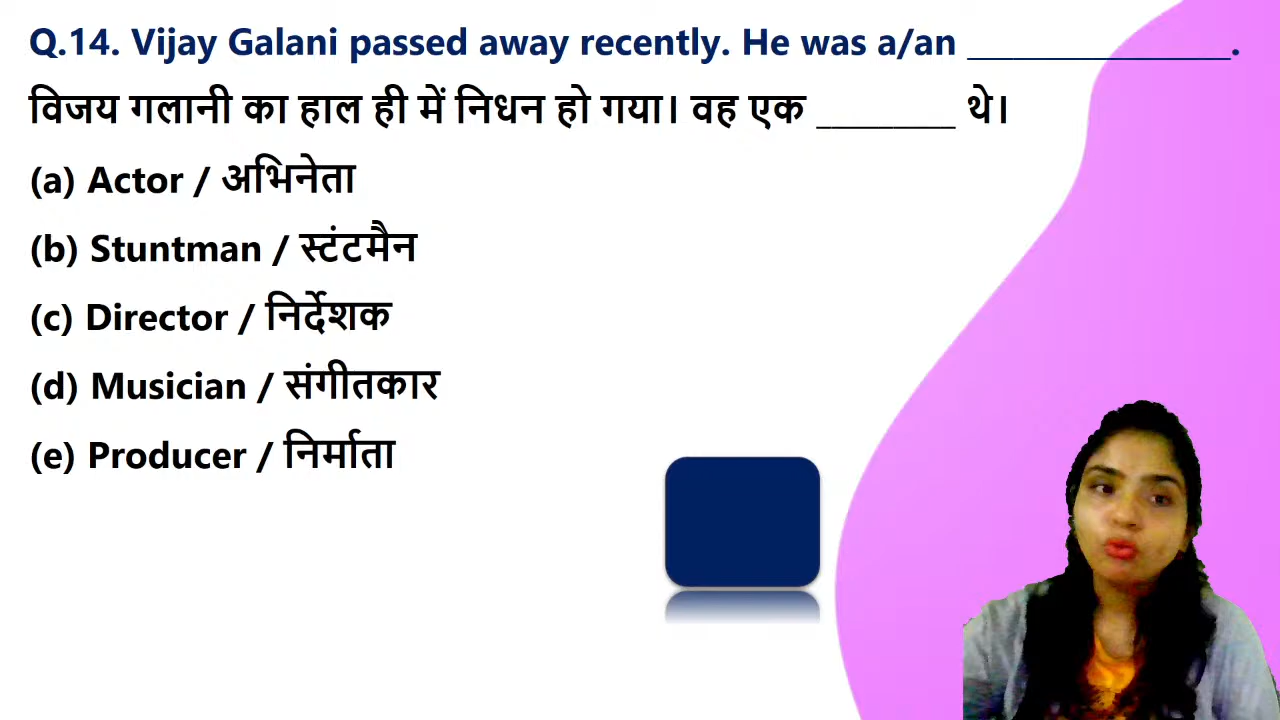 Q.14. Vijay Galani passed away recently. He was a/an ______________.
विजय गलानी का हाल ही में निधन हो गया। वह एक ________ थे।
(a) Actor / अभिनेता
(b) Stuntman / स्टंटमैन
(c) Director / निर्देशक
(d) Musician / संगीतकार
(e) Producer / निर्माता